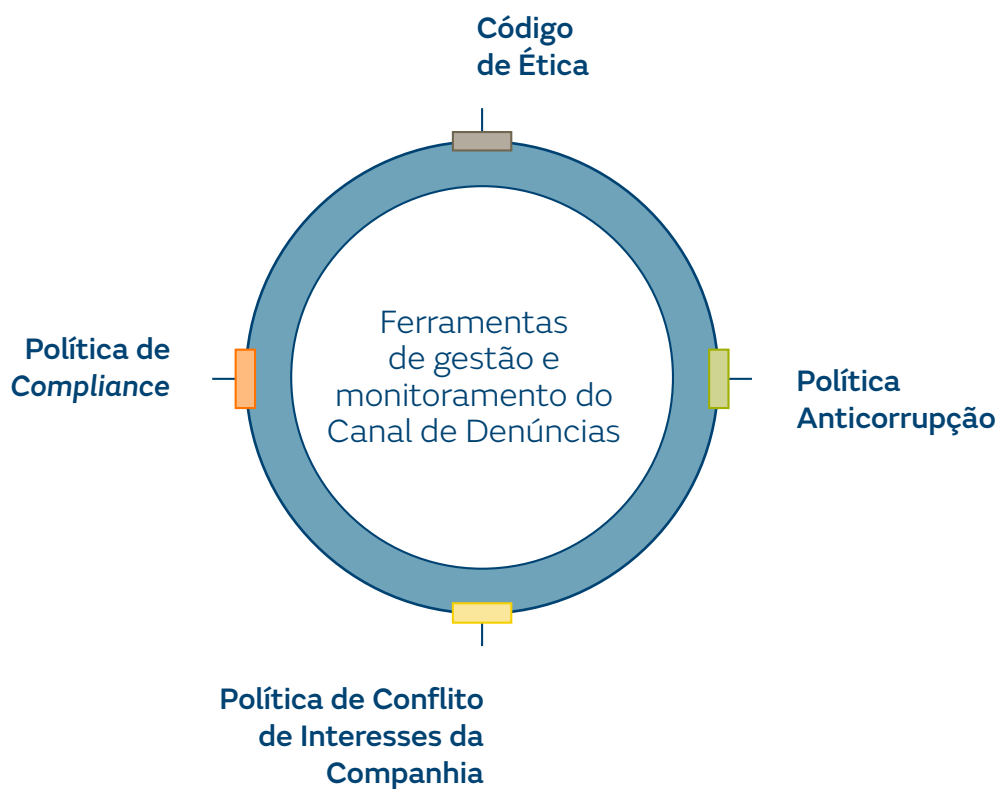 Código
de Ética
Ferramentas
de gestão e
monitoramento do
Canal de Denúncias
Política de
Compliance
Política
Anticorrupção
Política de Conflito
de Interesses da
Companhia